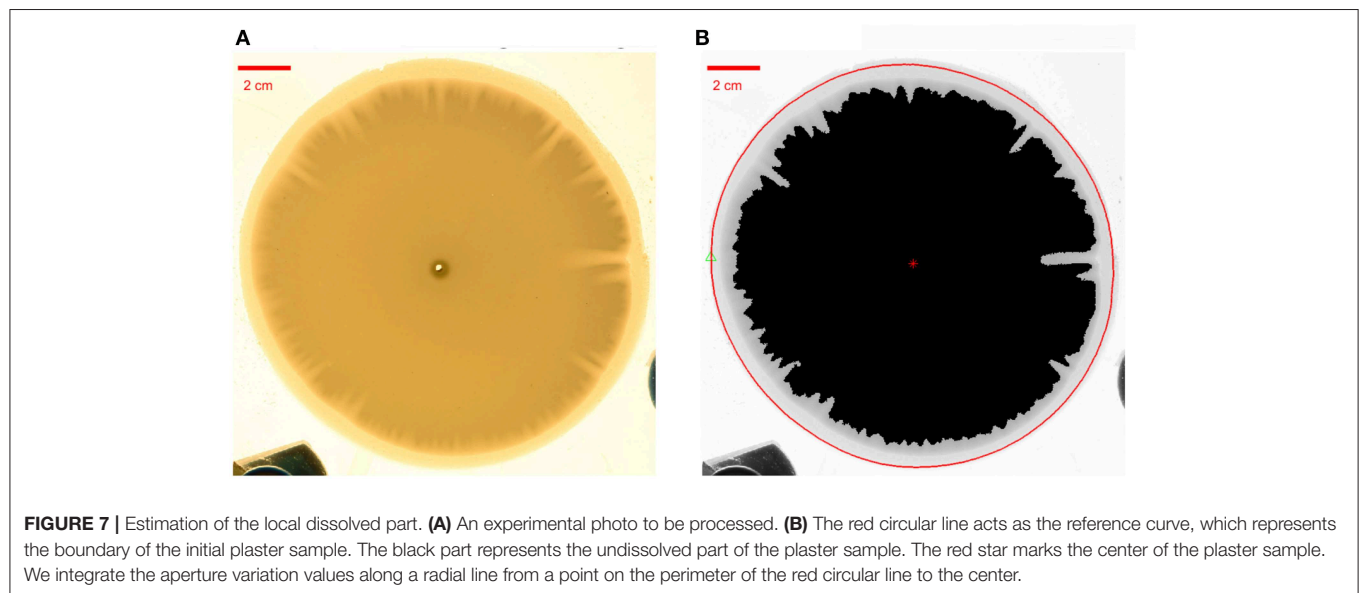 A
B
2 cm
2 cm
FIGURE 7 | Estimation of the local dissolved part. (A) An experimental photo to be processed. (B) The red circular line acts as the reference curve, which represents
the boundary of the initial plaster sample. The black part represents the undissolved part of the plaster sample. The red star marks the center of the plaster sample.
We integrate the aperture variation values along a radial line from a point on the perimeter of the red circular line to the center.